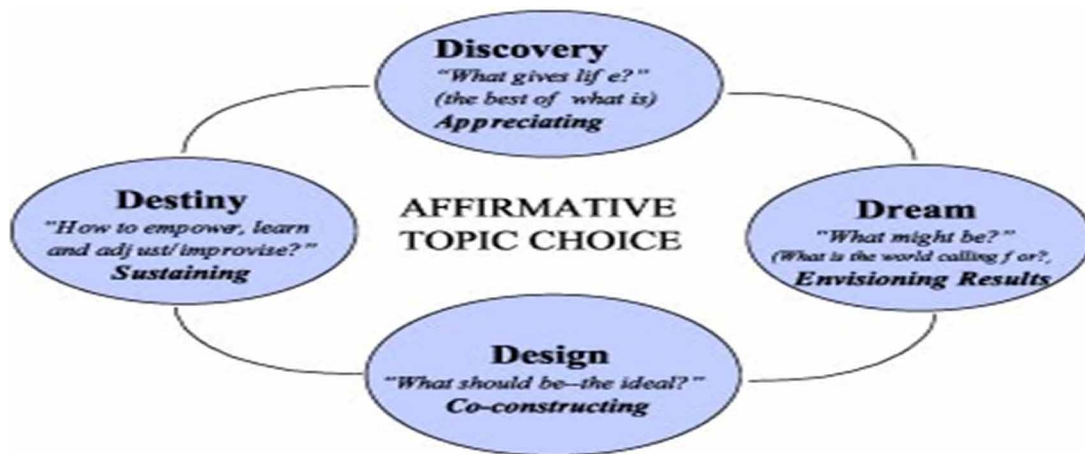 Discovery
"What gives lif e?"
(the best of what is)
Appreciating
Destiny
"How to empower, learn
and adj ust/improvise?"
Sustaining
AFFIRMATIVE
TOPIC CHOICE
Dream
"What might be?"
(What is the world calling f or?,
Envisioning Results
Design
"What should be--the ideal?"
Co-constructing